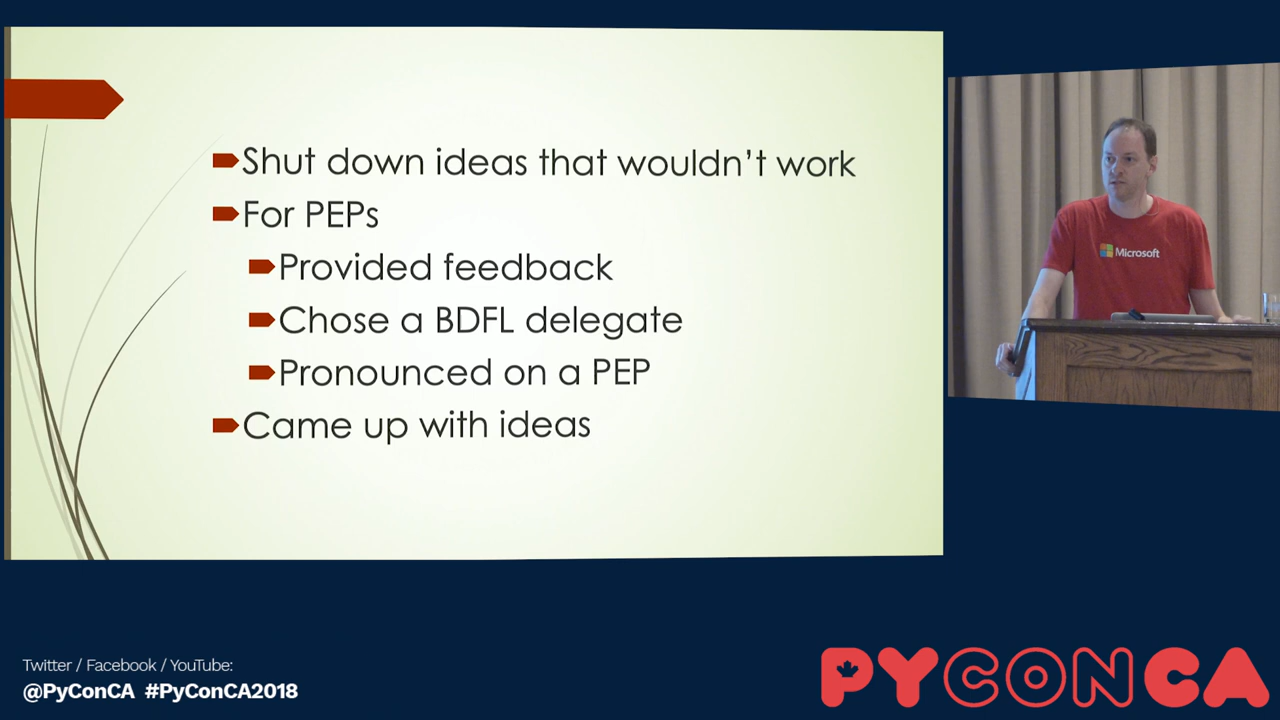 Shut down ideas that wouldn't work
For PEPs
Provided feedback
Chose a BDFL delegate
Pronounced on a PEP
Came up with ideas
Microsoft
Twitter / Facebook / YouTube:
@PyConCA #PyConCA2018
PYCONCA